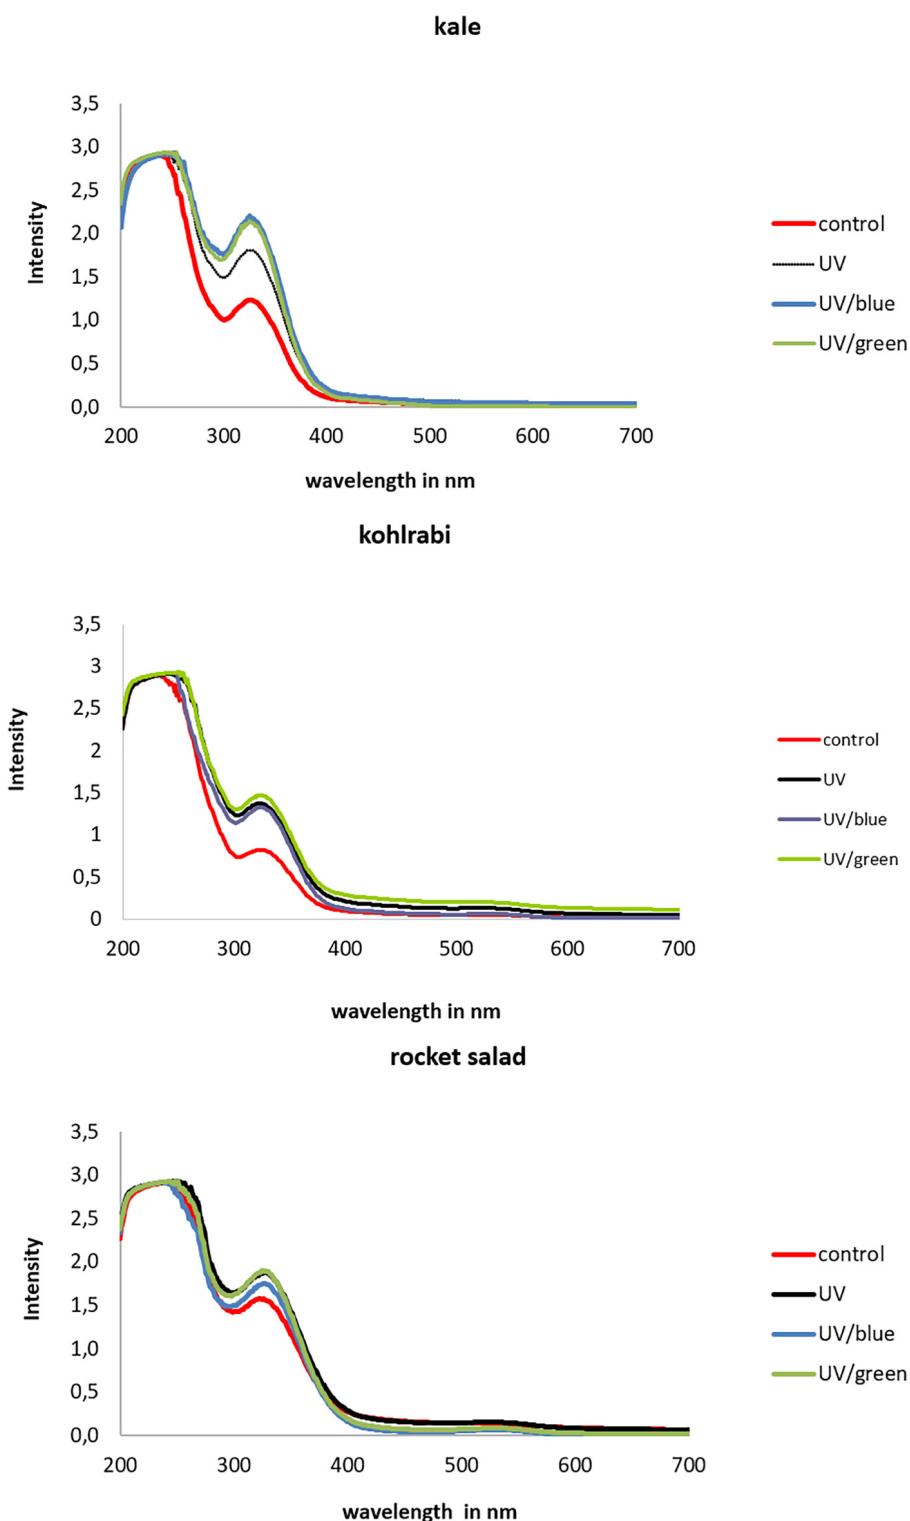 kale
3,5
3,0
2,5
2,0
1,5
1,0
0,5
0,0
Intensity
200 300 400 500 600 700
wavelength in nm
control
UV
UV/blue
UV/green
kohlrabi
3,5
3
2,5
2
1,5
1
0,5
0
Intensity
200 300 400 500 600 700
wavelength in nm
control
UV
UV/blue
UV/green
rocket salad
3,5
3,0
2,5
2,0
1,5
1,0
0,5
0,0
Intensity
200 300 400 500 600 700
wavelength in nm
control
UV
UV/blue
UV/green